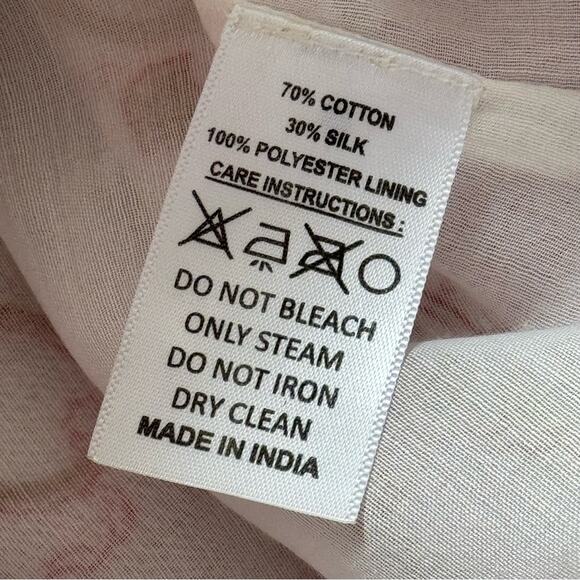 70% COTTON
30% SILK
100% POLYESTER LINING
CARE INSTRUCTIONS :
DO NOT BLEACH
ONLY STEAM
DO NOT IRON
DRY CLEAN
MADE IN INDIA